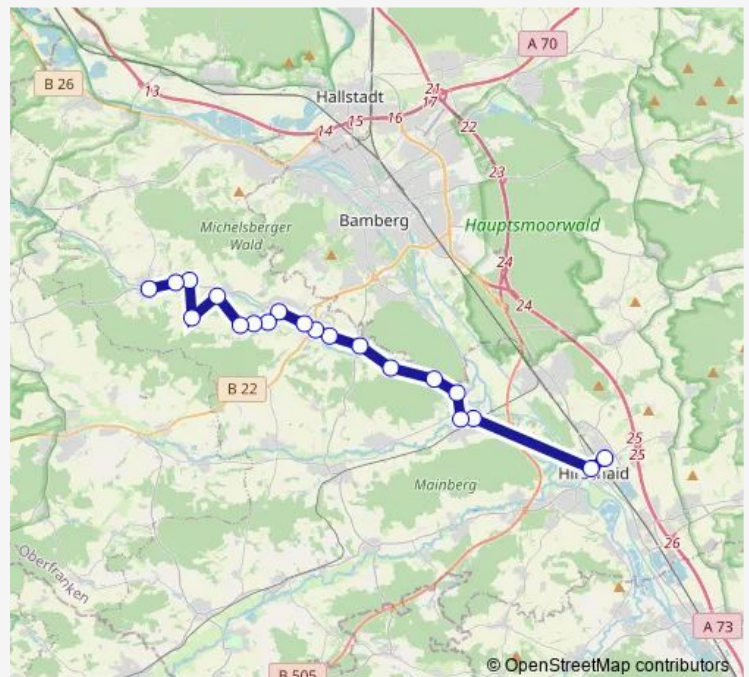 A 70
B 26
13
21
17
Hallstadt
14
15
16
22
23
Michelsberger
Wald
Bamberg
Hauptsmoorwald
24
24
B 22
25
25
Mainberg
26
Oberfranken
A 73
B 505
© OpenStreetMap contributors